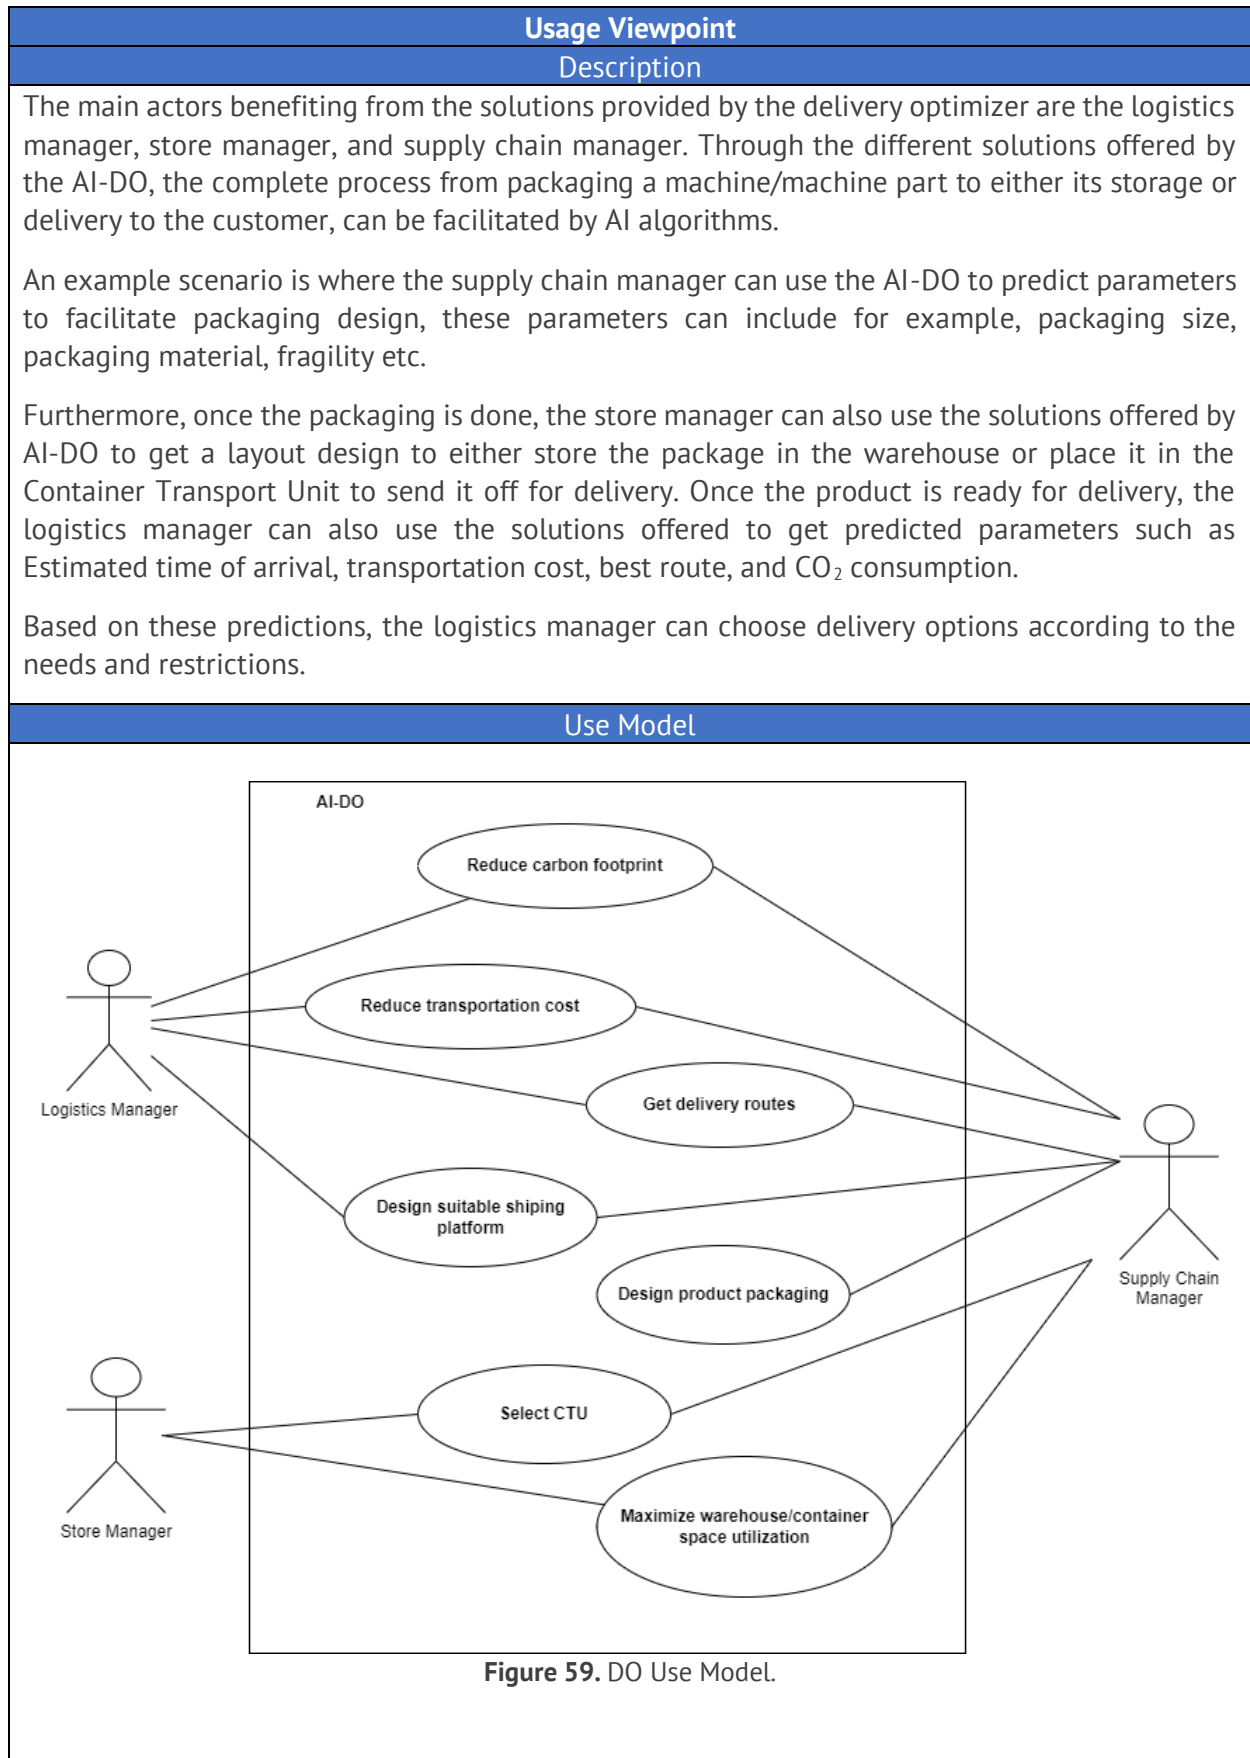 Usage Viewpoint
Description
The main actors benefiting from the solutions provided by the delivery optimizer are the logistics
manager, store manager, and supply chain manager. Through the different solutions offered by
the AI-DO, the complete process from packaging a machine/machine part to either its storage or
delivery to the customer, can be facilitated by AI algorithms.
An example scenario is where the supply chain manager can use the AI-DO to predict parameters
to facilitate packaging design, these parameters can include for example, packaging size,
packaging material, fragility etc.
Furthermore, once the packaging is done, the store manager can also use the solutions offered by
AI-DO to get a layout design to either store the package in the warehouse or place it in the
Container Transport Unit to send it off for delivery. Once the product is ready for delivery, the
logistics manager can also use the solutions offered to get predicted parameters such as
Estimated time of arrival, transportation cost, best route, and CO₂ consumption.
Based on these predictions, the logistics manager can choose delivery options according to the
needs and restrictions.
Use Model
AI-DO
Reduce carbon footprint
Reduce transportation cost
Get delivery routes
Logistics Manager
Design suitable shiping
platform
Design product packaging
Supply Chain
Manager
Select CTU
Maximize warehouse/container
space utilization
Store Manager
Figure 59. DO Use Model.